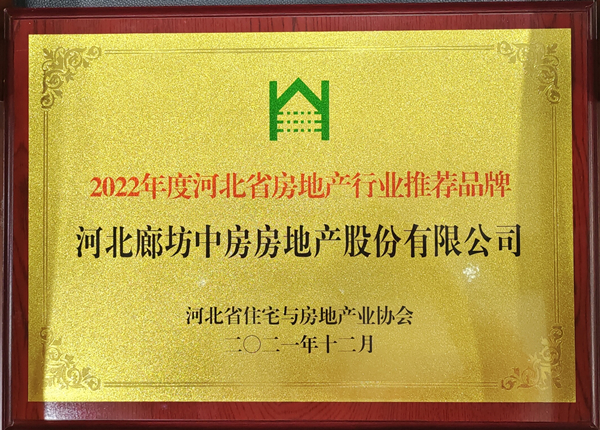 2022年度河北省房地产行业推荐品牌
河北廊坊中房房地产股份有限公司
河北省住宅与房地产业协会
二〇二一年十二月